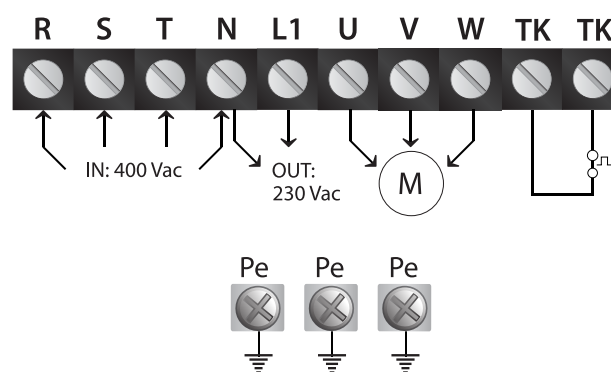 R S T N L1 U V W TK TK
IN: 400 Vac
OUT:
230 Vac
M
Pe Pe Pe